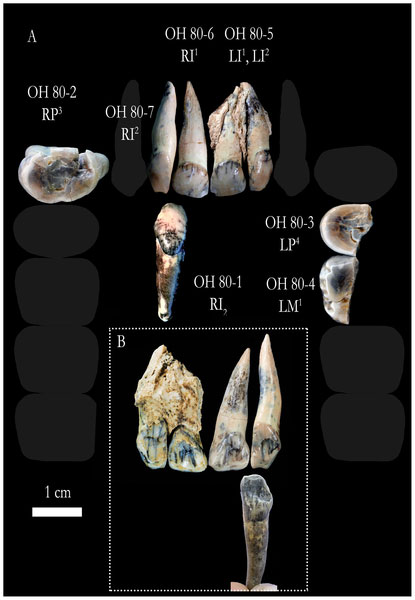 A
OH 80-6
RI¹
OH 80-5
LI¹, LI²
OH 80-2
RP³
OH 80-7
RI²
OH 80-3
LP⁴
OH 80-1
RI₂
OH 80-4
LM¹
B
1 cm